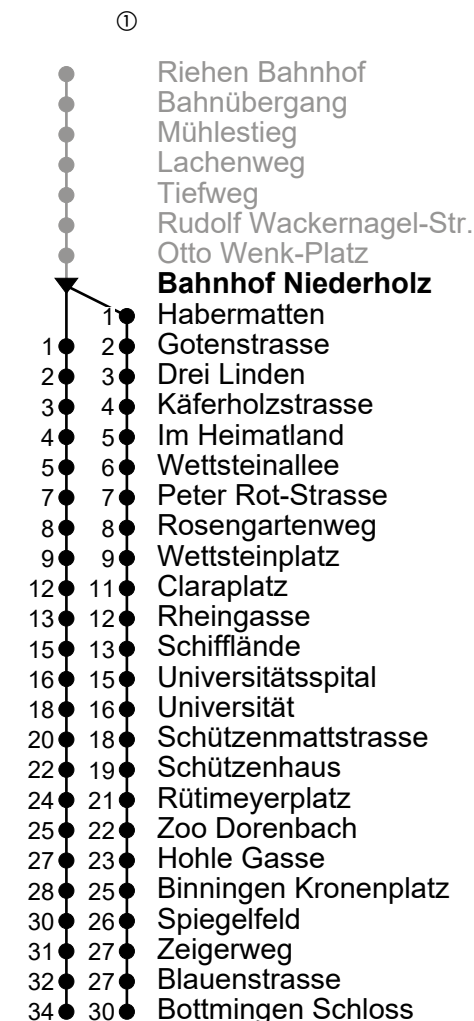 ①
Riehen Bahnhof
Bahnübergang
Mühlestieg
Lachenweg
Tiefweg
Rudolf Wackernagel-Str.
Otto Wenk-Platz
Bahnhof Niederholz
1 Habermatten
1 2 Gotenstrasse
2 3 Drei Linden
3 4 Käferholzstrasse
4 5 Im Heimatland
5 6 Wettsteinallee
7 7 Peter Rot-Strasse
8 8 Rosengartenweg
9 9 Wettsteinplatz
12 11 Claraplatz
13 12 Rheingasse
15 13 Schifflände
16 15 Universitätsspital
18 16 Universität
20 18 Schützenmattstrasse
22 19 Schützenhaus
24 21 Rütimeyerplatz
25 22 Zoo Dorenbach
27 23 Hohle Gasse
28 25 Binningen Kronenplatz
30 26 Spiegelfeld
31 27 Zeigerweg
32 27 Blauenstrasse
34 30 Bottmingen Schloss